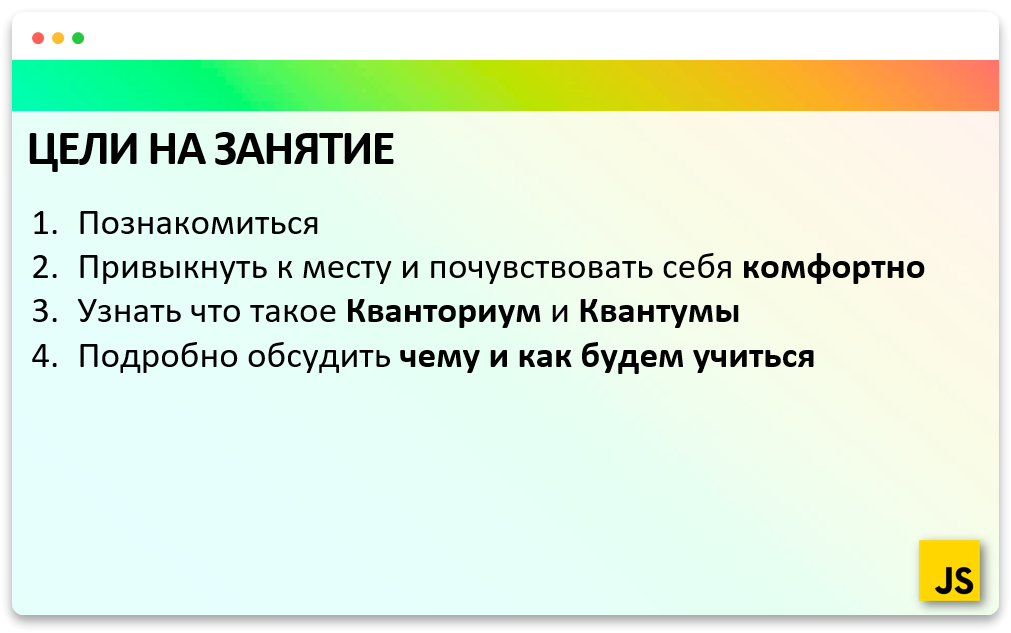 ЦЕЛИ НА ЗАНЯТИЕ
1. Познакомиться
2. Привыкнуть к месту и почувствовать себя комфортно
3. Узнать что такое Кванториум и Квантумы
4. Подробно обсудить чему и как будем учиться
JS